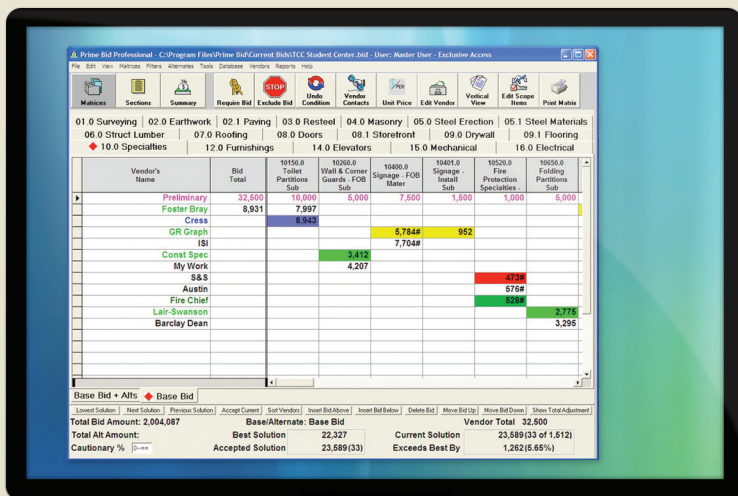 Prime Bid Professional - C:\Program Files\Prime Bid\Current Bids\TCC Student Center.bid - User: Master User - Exclusive Access
File Edit View Matrices Filters Alternates Tools Database Vendors Reports Help
Matrices Sections Summary Require Bid Exclude Bid Undo Condition Vendor Contacts Unit Price Edit Vendor Vertical View Edit Scope Items Print Matrix
STOP
$/PER
01.0 Surveying 02.0 Earthwork 02.1 Paving 03.0 Resteel 04.0 Masonry 05.0 Steel Erection 05.1 Steel Materials
06.0 Struct Lumber 07.0 Roofing 08.0 Doors 08.1 Storefront 09.0 Drywall 09.1 Flooring
10.0 Specialties 12.0 Furnishings 14.0 Elevators 15.0 Mechanical 16.0 Electrical
Vendor's Name Bid Total 10150.0 Toilet Partitions Sub 10260.0 Wall & Corner Guards - FOB Sub 10400.0 Signage - FOB Mater 10401.0 Signage - Install Sub 10520.0 Fire Protection Specialties - 10650.0 Folding Partitions Sub
Preliminary 32,500 10,000 5,000 7,500 1,500 1,000 5,000
Foster Bray 8,931 7,997
Cress 8,943
GR Graph 5,784# 952
ISI 7,704#
Const Spec 3,412
My Work 4,207
S&S 473#
Austin 576#
Fire Chief 528#
Lair-Swanson 2,775
Barclay Dean 3,295
Base Bid + Alts Base Bid
Lowest Solution Next Solution Previous Solution Accept Current Sort Vendors Insert Bid Above Insert Bid Below Delete Bid Move Bid Up Move Bid Down Show Total Adjustment
Total Bid Amount: 2,004,087 Base/Alternate: Base Bid Vendor Total 32,500
Total Alt Amount: Best Solution 22,327 Current Solution 23,589(33 of 1,512)
Cautionary % Accepted Solution 23,589(33) Exceeds Best By 1,262(5.65%)